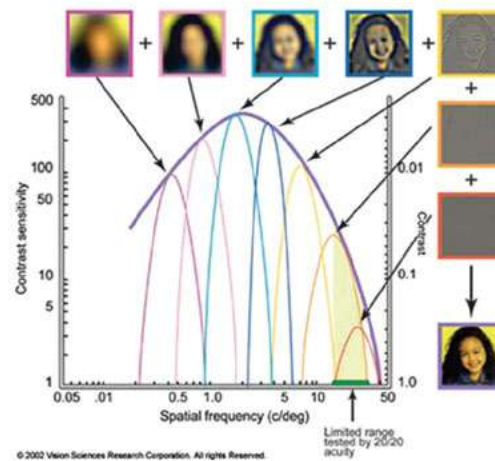 + + + +
+
+
500
100
50
10
5
1
Contrast sensitivity
0.01
0.1
1.0
Contrast
0.05 .01 0.5 1.0 5 10 50
Spatial frequency (c/deg)
Limited range
tested by 20/20
acuity
© 2002 Vision Sciences Research Corporation. All rights Reserved.